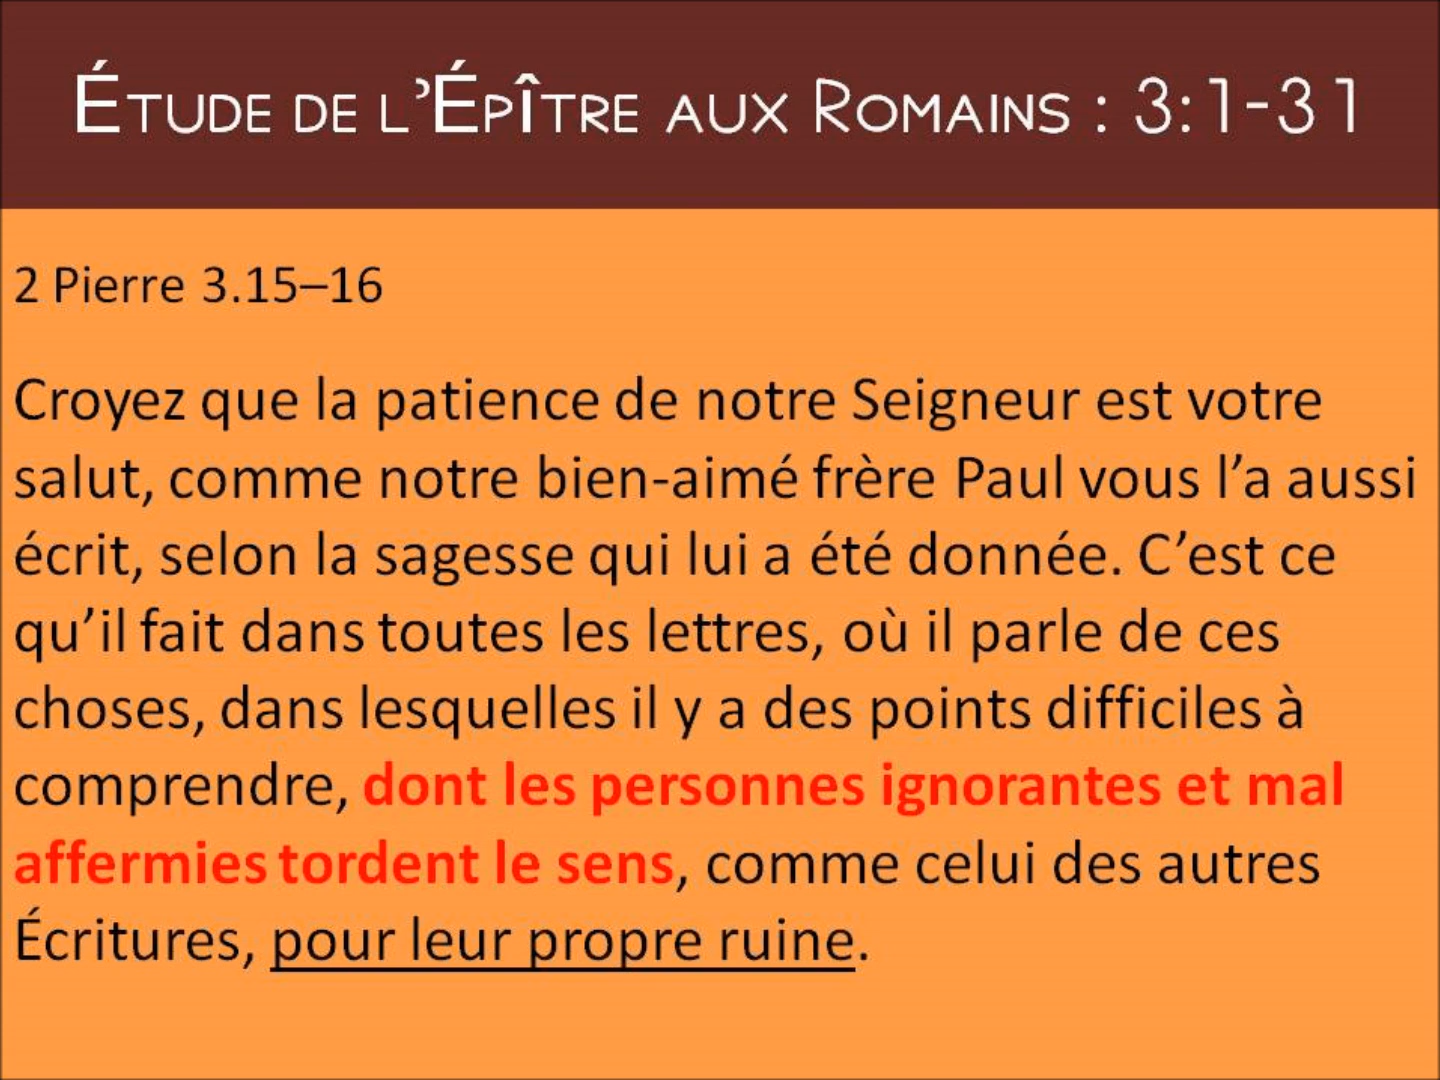 Étude de l'Épître aux Romains : 3:1-31
2 Pierre 3.15–16
Croyez que la patience de notre Seigneur est votre
salut, comme notre bien-aimé frère Paul vous l’a aussi
écrit, selon la sagesse qui lui a été donnée. C’est ce
qu’il fait dans toutes les lettres, où il parle de ces
choses, dans lesquelles il y a des points difficiles à
comprendre, dont les personnes ignorantes et mal
affermies tordent le sens, comme celui des autres
Écritures, pour leur propre ruine.